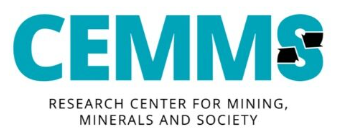 CEMMS
RESEARCH CENTER FOR MINING,
MINERALS AND SOCIETY